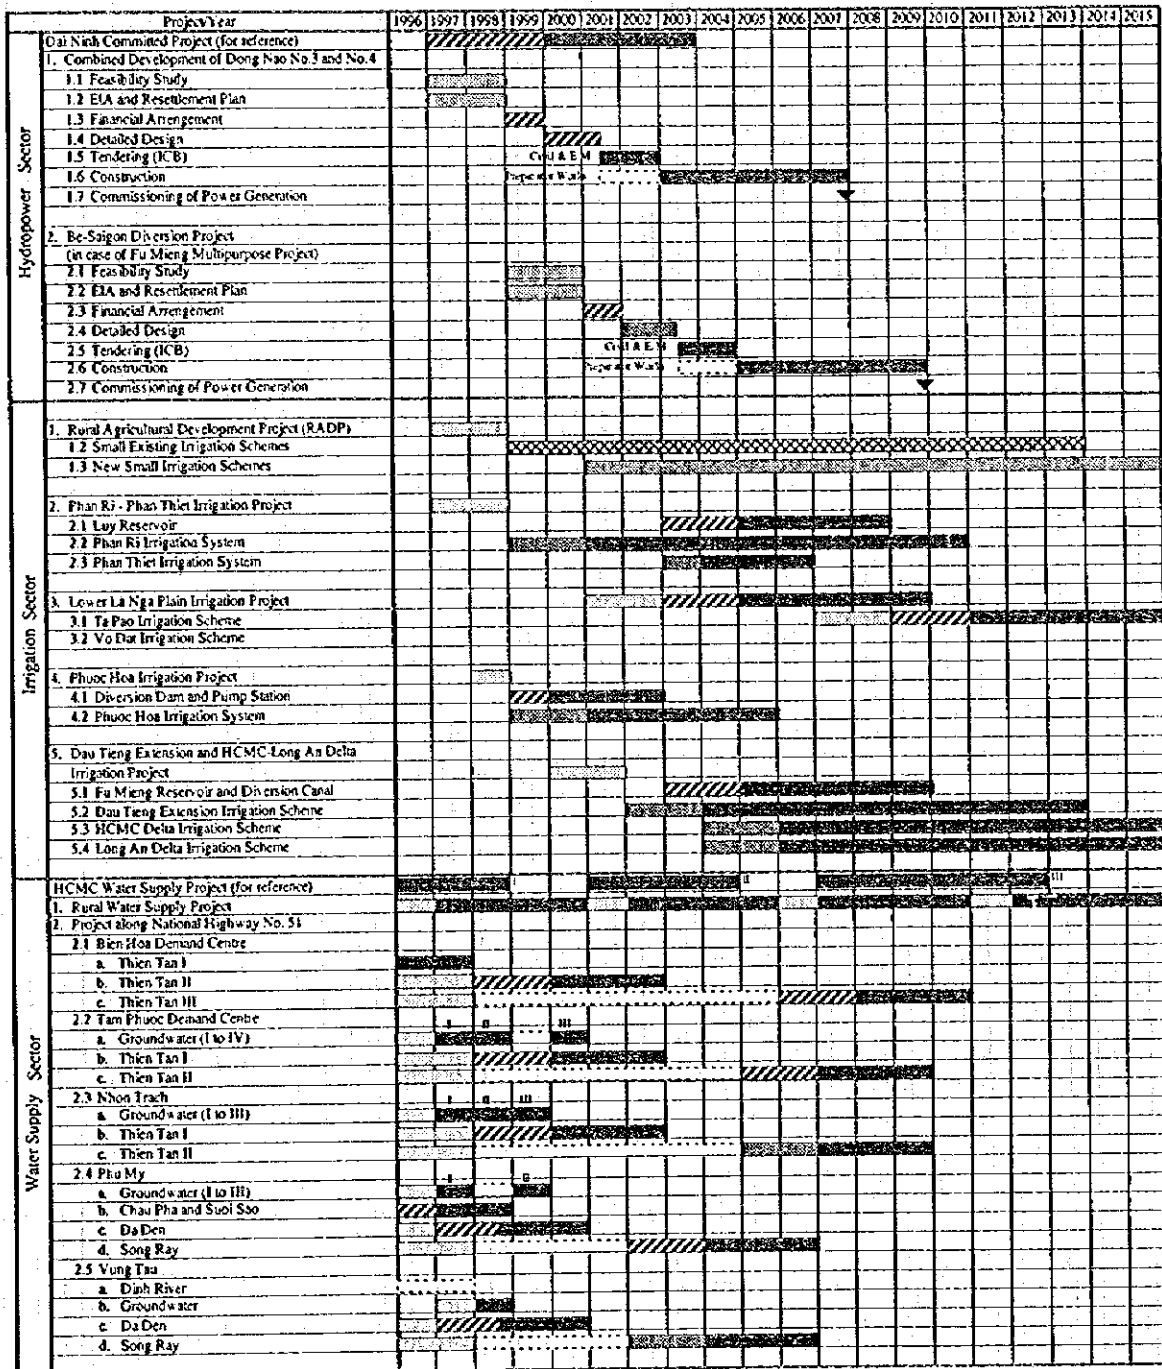 Project/Year 1996 1997 1998 1999 2000 2001 2002 2003 2004 2005 2006 2007 2008 2009 2010 2011 2012 2013 2014 2015
Hydropower Sector
Dai Ninh Committed Project (for reference)
1. Combined Development of Dong Nao No.3 and No.4
1.1 Feasibility Study
1.2 EIA and Resettlement Plan
1.3 Financial Arrengement
1.4 Detailed Design
1.5 Tendering (ICB) Civil & E.M
1.6 Construction Works
1.7 Commissioning of Power Generation
2. Be-Saigon Diversion Project
(in case of Fu Mieng Multipurpose Project)
2.1 Feasibility Study
2.2 EIA and Resettlement Plan
2.3 Financial Arrengement
2.4 Detailed Design
2.5 Tendering (ICB) Civil & E.M
2.6 Construction Works
2.7 Commissioning of Power Generation
Irrigation Sector
1. Rural Agricultural Development Project (RADP)
1.2 Small Existing Irrigation Schemes
1.3 New Small Irrigation Schemes
2. Phan Ri - Phan Thiet Irrigation Project
2.1 Luy Reservoir
2.2 Phan Ri Irrigation System
2.3 Phan Thiet Irrigation System
3. Lower La Nga Plain Irrigation Project
3.1 Ta Pao Irrigation Scheme
3.2 Vo Dat Irrigation Scheme
4. Phuoc Hoa Irrigation Project
4.1 Diversion Dam and Pump Station
4.2 Phuoc Hoa Irrigation System
5. Dau Tieng Extension and HCMC-Long An Delta
Irrigation Project
5.1 Fu Mieng Reservoir and Diversion Canal
5.2 Dau Tieng Extension Irrigation Scheme
5.3 HCMC Delta Irrigation Scheme
5.4 Long An Delta Irrigation Scheme
Water Supply Sector
HCMC Water Supply Project (for reference) I II III
1. Rural Water Supply Project
2. Project along National Highway No. 51
2.1 Bien Hoa Demand Centre
a. Thien Tan I
b. Thien Tan II
c. Thien Tan III
2.2 Tam Phuoc Demand Centre I II III
a. Groundwater (I to IV)
b. Thien Tan I
c. Thien Tan II
2.3 Nhon Trach I II III
a. Groundwater (I to III)
b. Thien Tan I
c. Thien Tan II
2.4 Phu My I II
a. Groundwater (I to III)
b. Chau Pha and Suoi Sao
c. Da Den
d. Song Ray
2.5 Vung Tau
a. Dinh River
b. Groundwater
c. Da Den
d. Song Ray